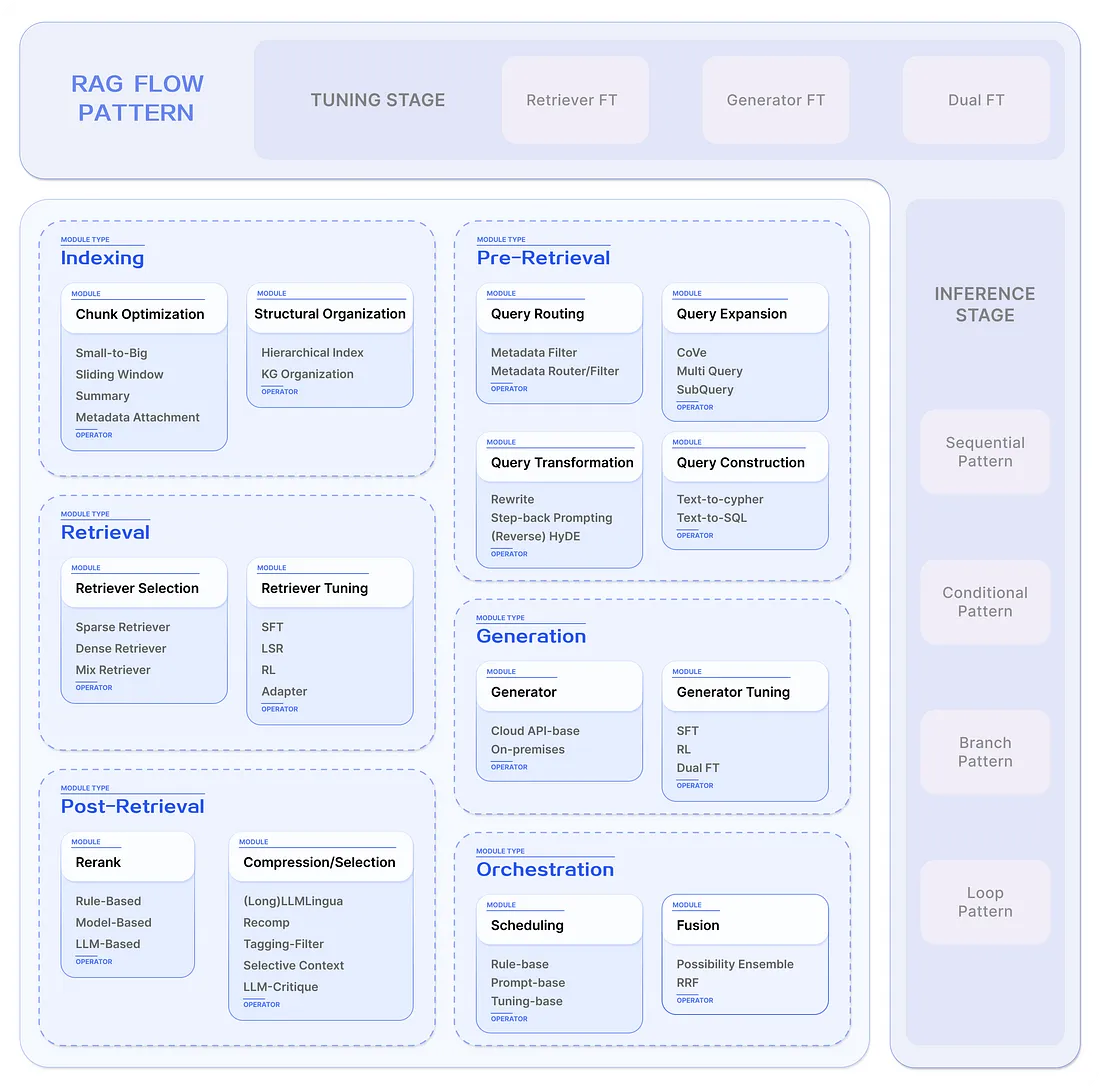 RAG FLOW
PATTERN
TUNING STAGE
Retriever FT
Generator FT
Dual FT
MODULE TYPE
Indexing
MODULE
Chunk Optimization
Small-to-Big
Sliding Window
Summary
Metadata Attachment
OPERATOR
MODULE
Structural Organization
Hierarchical Index
KG Organization
OPERATOR
MODULE TYPE
Retrieval
MODULE
Retriever Selection
Sparse Retriever
Dense Retriever
Mix Retriever
OPERATOR
MODULE
Retriever Tuning
SFT
LSR
RL
Adapter
OPERATOR
MODULE TYPE
Post-Retrieval
MODULE
Rerank
Rule-Based
Model-Based
LLM-Based
OPERATOR
MODULE
Compression/Selection
(Long)LLMLingua
Recomp
Tagging-Filter
Selective Context
LLM-Critique
OPERATOR
MODULE TYPE
Pre-Retrieval
MODULE
Query Routing
Metadata Filter
Metadata Router/Filter
OPERATOR
MODULE
Query Expansion
CoVe
Multi Query
SubQuery
OPERATOR
MODULE
Query Transformation
Rewrite
Step-back Prompting
(Reverse) HyDE
OPERATOR
MODULE
Query Construction
Text-to-cypher
Text-to-SQL
OPERATOR
MODULE TYPE
Generation
MODULE
Generator
Cloud API-base
On-premises
OPERATOR
MODULE
Generator Tuning
SFT
RL
Dual FT
OPERATOR
MODULE TYPE
Orchestration
MODULE
Scheduling
Rule-base
Prompt-base
Tuning-base
OPERATOR
MODULE
Fusion
Possibility Ensemble
RRF
OPERATOR
INFERENCE
STAGE
Sequential
Pattern
Conditional
Pattern
Branch
Pattern
Loop
Pattern